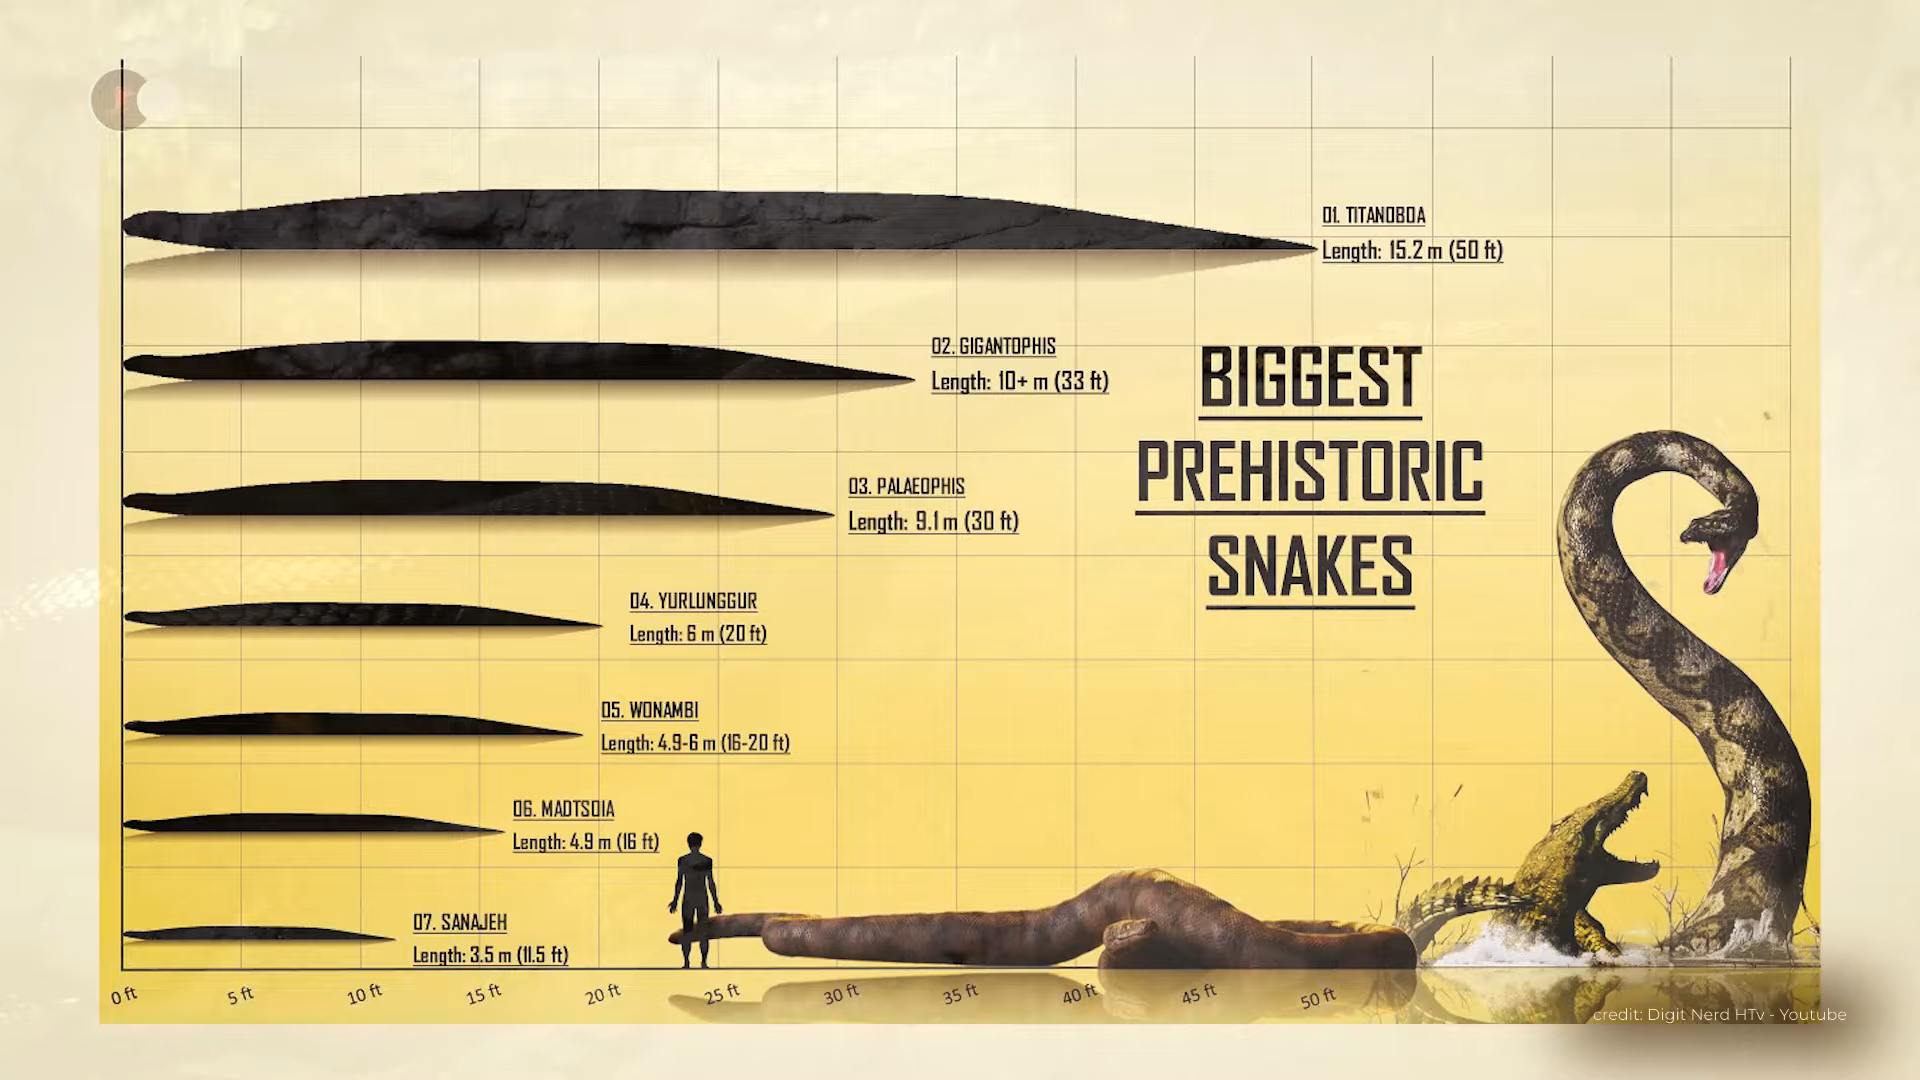 01. TITANOBOA
Length: 15.2 m (50 ft)
02. GIGANTOPHIS
Length: 10+ m (33 ft)
03. PALAEOPHIS
Length: 9.1 m (30 ft)
BIGGEST
PREHISTORIC
SNAKES
04. YURLUNGGUR
Length: 6 m (20 ft)
05. WONAMBI
Length: 4.9-6 m (16-20 ft)
06. MADTSOIA
Length: 4.9 m (16 ft)
07. SANAJEH
Length: 3.5 m (11.5 ft)
0 ft 5 ft 10 ft 15 ft 20 ft 25 ft 30 ft 35 ft 40 ft 45 ft 50 ft
credit: Digit Nerd HTv - Youtube